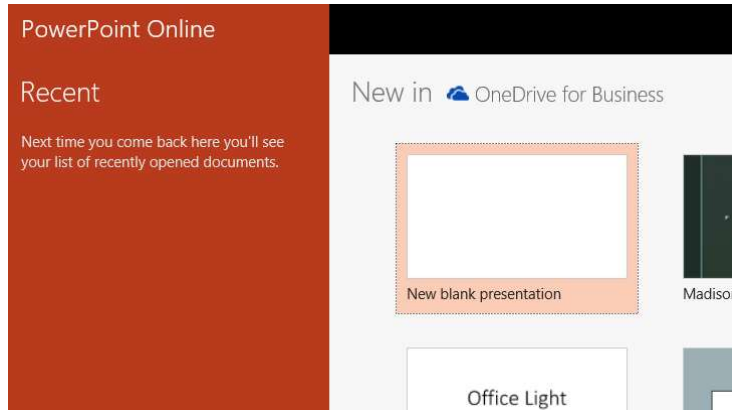 PowerPoint Online
Recent
Next time you come back here you'll see
your list of recently opened documents.
New in OneDrive for Business
New blank presentation
Office Light